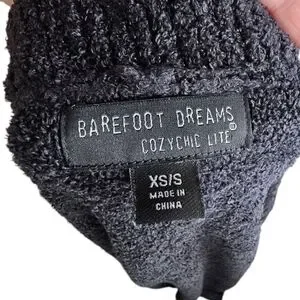 BAREFOOT DREAMS
COZYCHIC LITE®
XS/S
MADE IN
CHINA